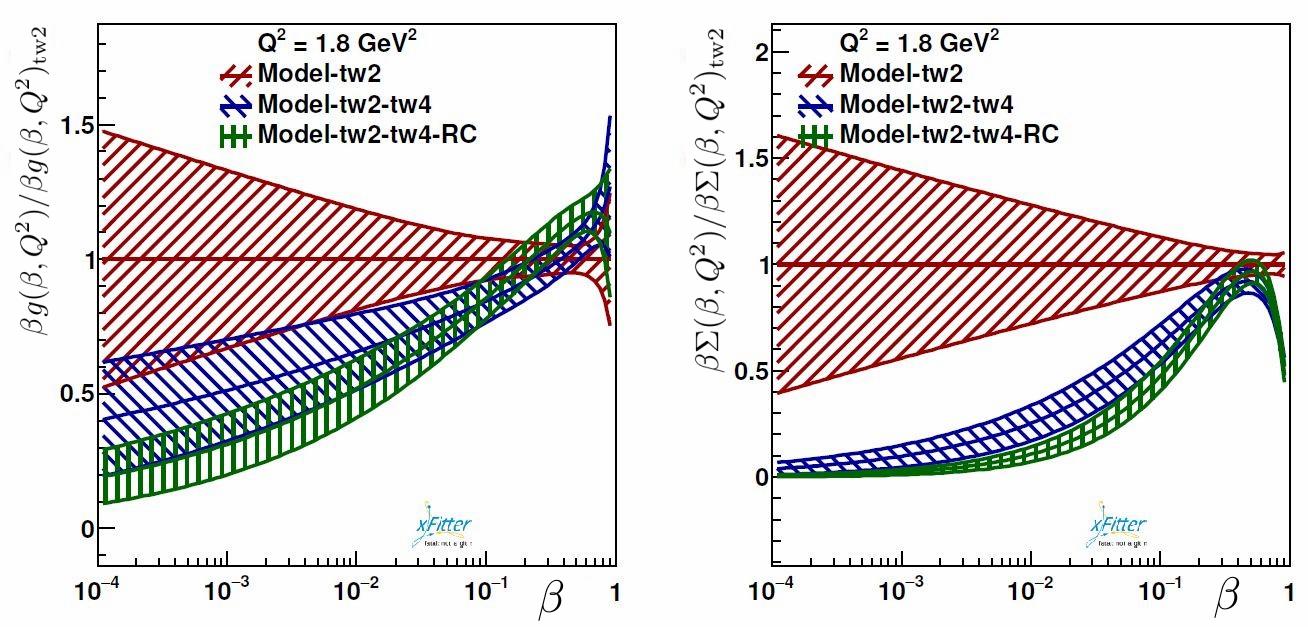 βg(β, Q²)/βg(β, Q²)tw2
Q² = 1.8 GeV²
Model-tw2
Model-tw2-tw4
Model-tw2-tw4-RC
1.5
1
0.5
0
xFitter
10⁻⁴ 10⁻³ 10⁻² 10⁻¹ 1
β
βΣ(β, Q²)/βΣ(β, Q²)tw2
Q² = 1.8 GeV²
Model-tw2
Model-tw2-tw4
Model-tw2-tw4-RC
2
1.5
1
0.5
0
xFitter
10⁻⁴ 10⁻³ 10⁻² 10⁻¹ 1
β